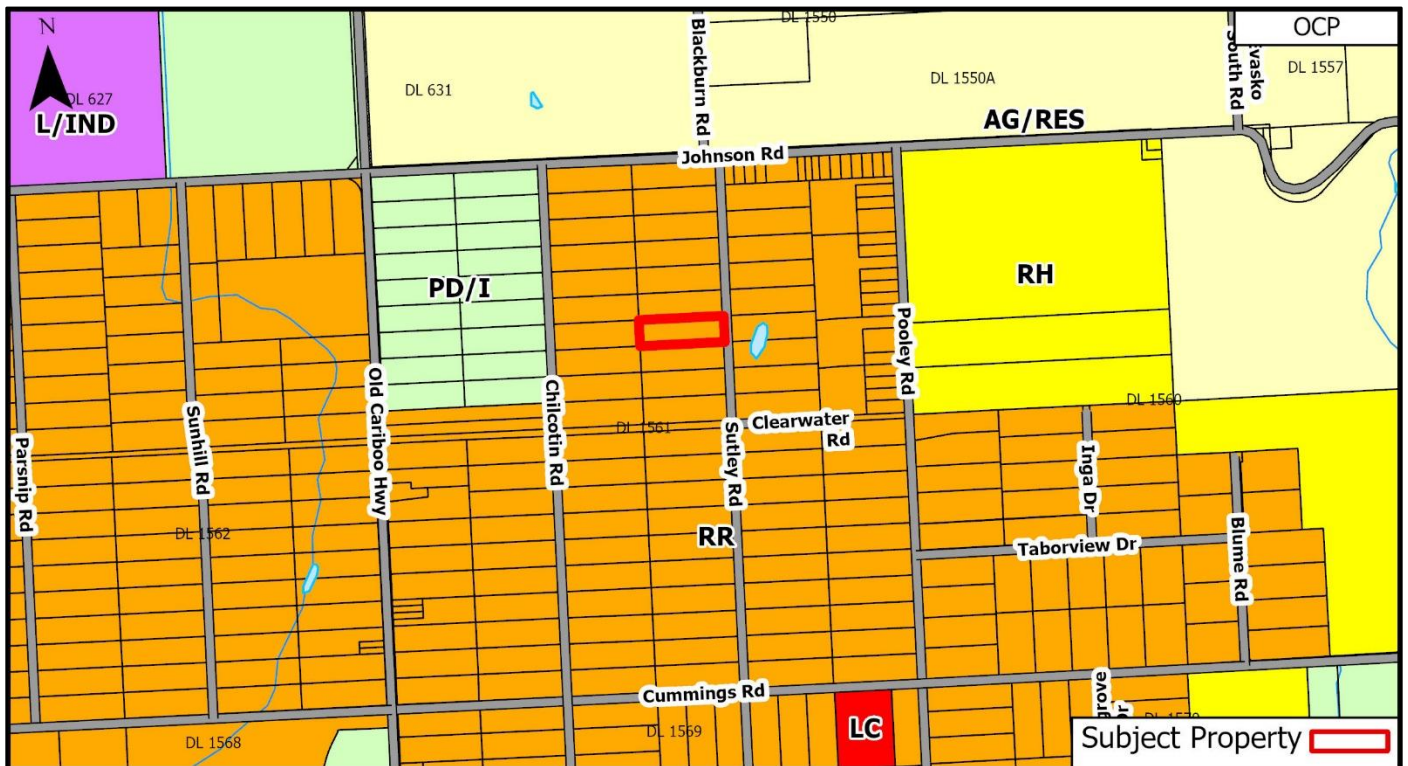 N
OCP
DL 1550
Blackburn Rd
Evasko
South Rd
DL 1557
DL 1550A
DL 631
DL 627
L/IND
AG/RES
Johnson Rd
PD/I
RH
Pooley Rd
Old Cariboo Hwy
Chilcotin Rd
Sunhill Rd
Parsnip Rd
DL 1561
Sutley Rd
Clearwater
Rd
DL 1560
Inga Dr
Blume Rd
DL 1562
RR
Taborview Dr
Cummings Rd
DL 1569
LC
DL 1568
Dr
Subject Property